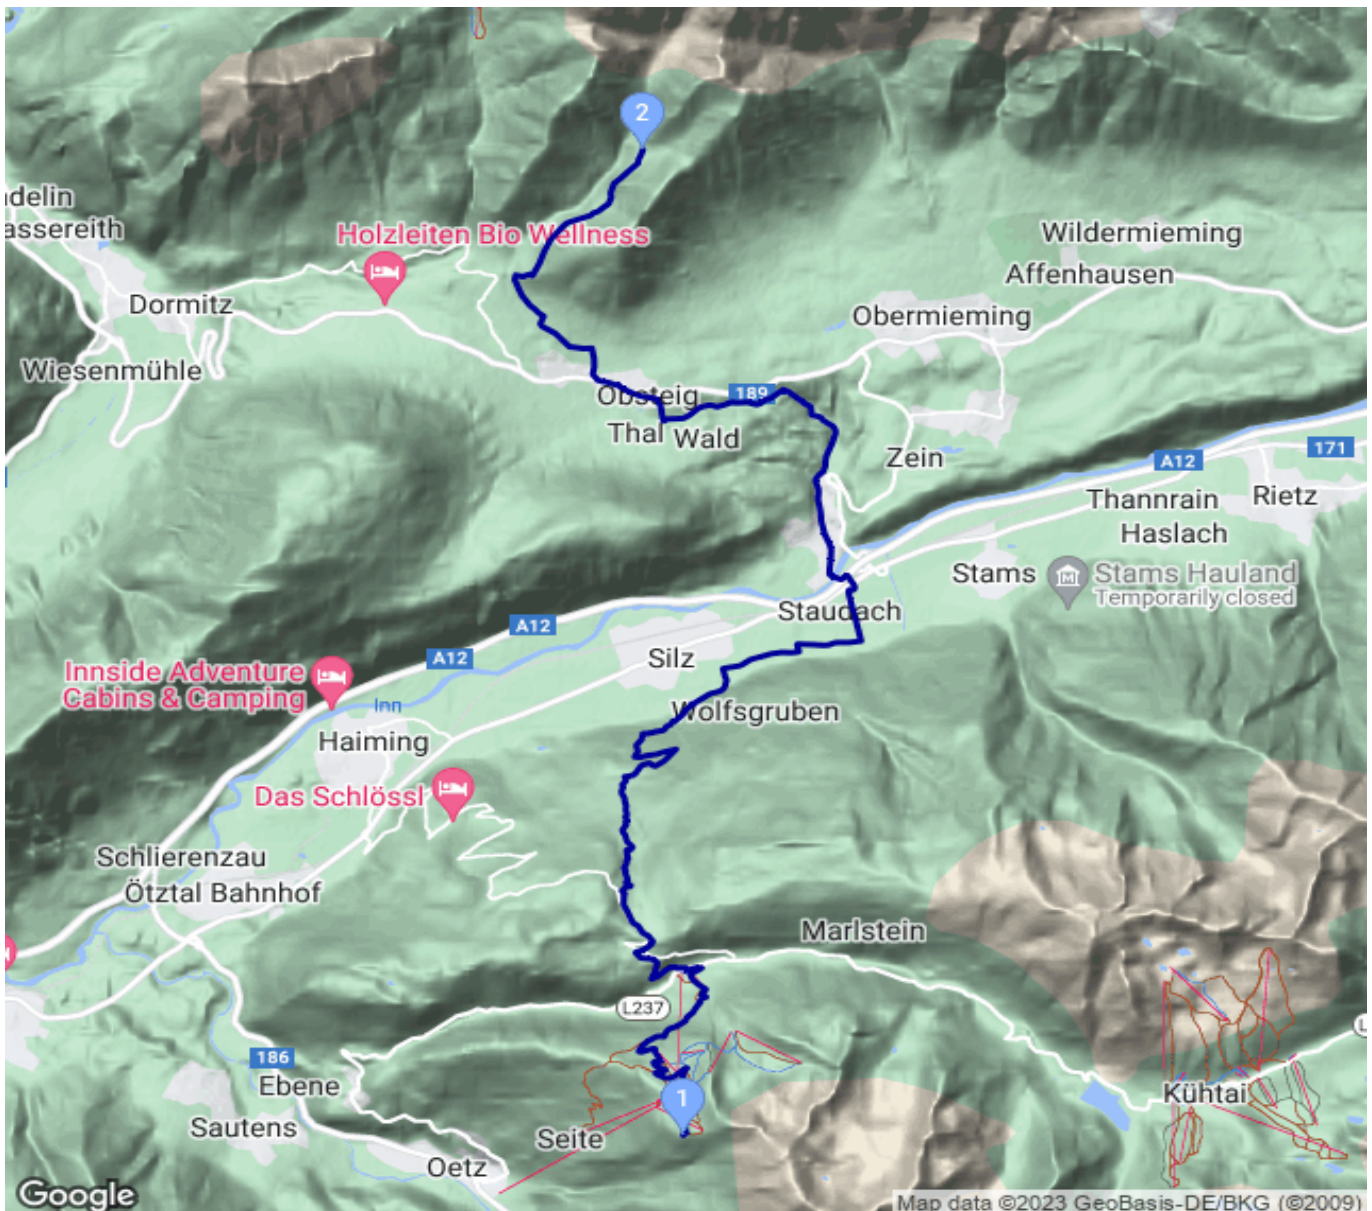 2
ndelin
assereith
Holzleiten Bio Wellness
Wildermieming
Affenhausen
Dormitz
Obermieming
Wiesenmühle
Obsteig
189
Thal
Wald
Zein
A12
171
Thannrain
Rietz
Haslach
Stams
Stams Hauland
Temporarily closed
Staudach
A12
A12
Silz
Innside Adventure
Cabins & Camping
Inn
Wolfsgruben
Haiming
Das Schlössl
Schlierenzau
Ötztal Bahnhof
Marlstein
L237
186
Ebene
Kühtai
1
Sautens
Seite
Oetz
Google
Map data ©2023 GeoBasis-DE/BKG (©2009)